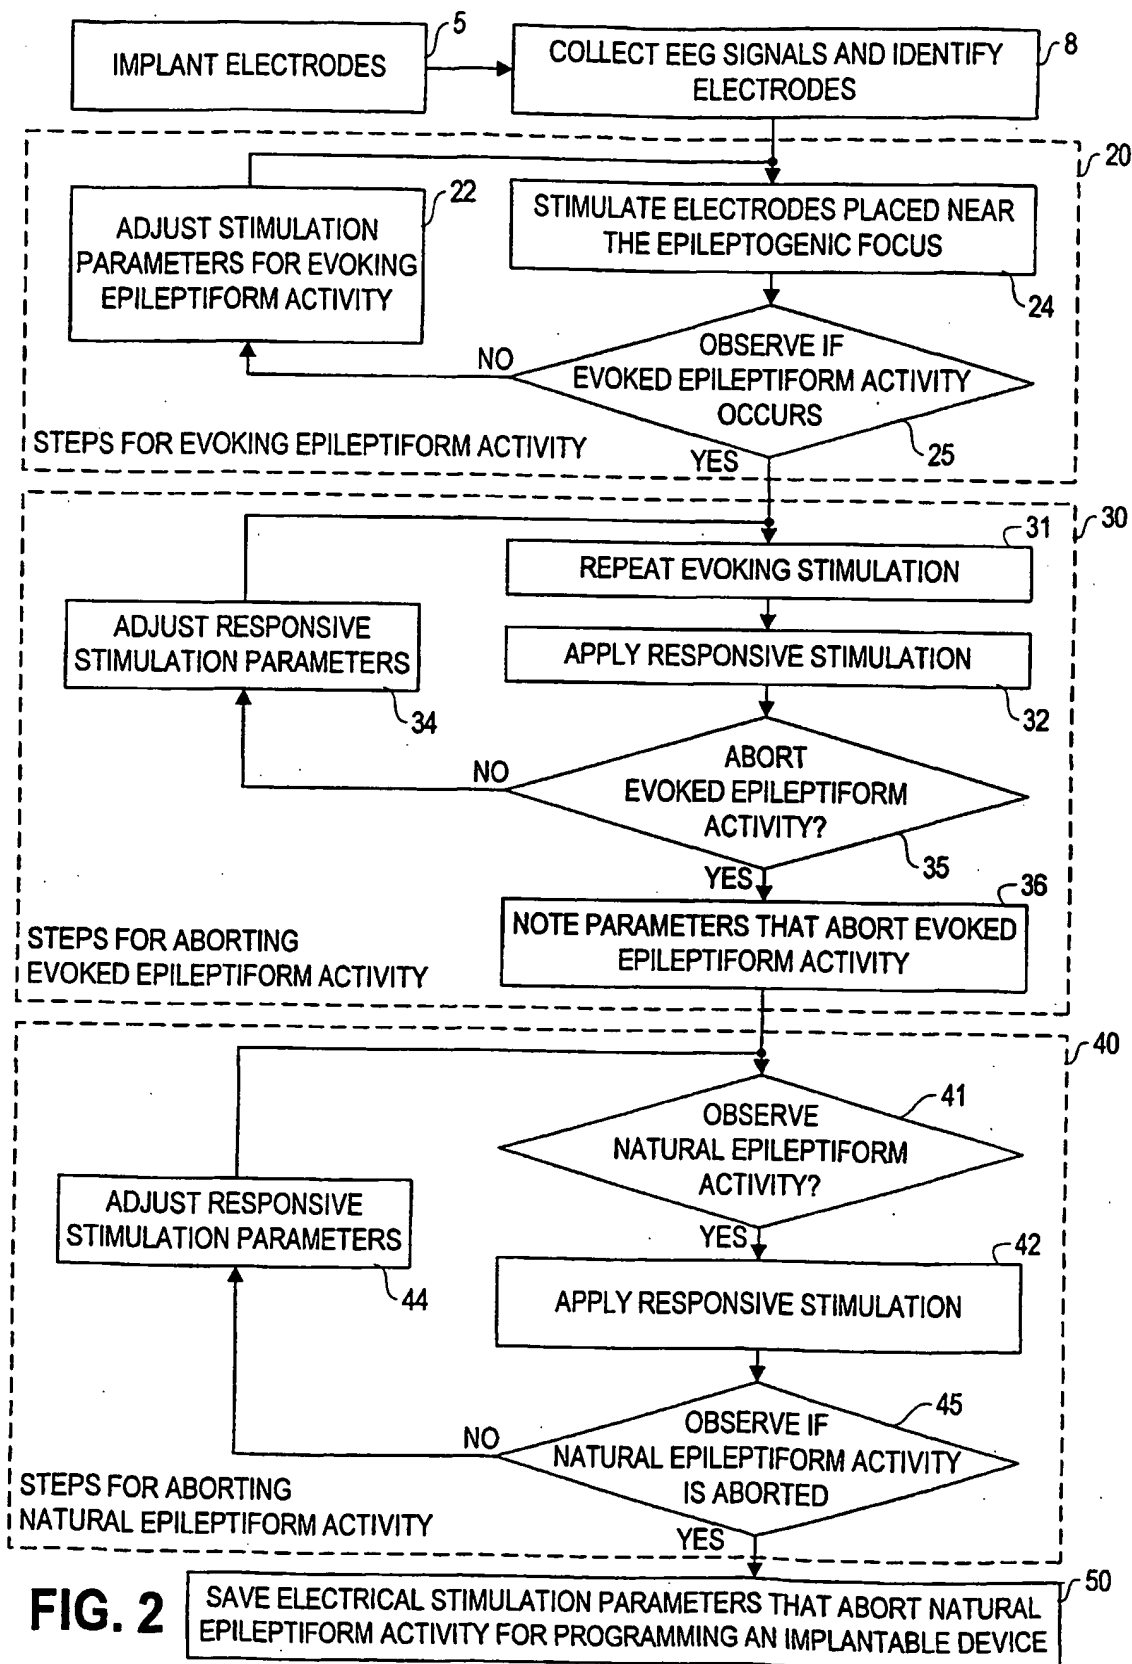 5
IMPLANT ELECTRODES
8
COLLECT EEG SIGNALS AND IDENTIFY
ELECTRODES
20
22
ADJUST STIMULATION
PARAMETERS FOR EVOKING
EPILEPTIFORM ACTIVITY
STIMULATE ELECTRODES PLACED NEAR
THE EPILEPTOGENIC FOCUS
24
NO
OBSERVE IF
EVOKED EPILEPTIFORM ACTIVITY
OCCURS
25
STEPS FOR EVOKING EPILEPTIFORM ACTIVITY
YES
30
31
REPEAT EVOKING STIMULATION
ADJUST RESPONSIVE
STIMULATION PARAMETERS
34
APPLY RESPONSIVE STIMULATION
32
NO
ABORT
EVOKED EPILEPTIFORM
ACTIVITY?
35
YES
36
NOTE PARAMETERS THAT ABORT EVOKED
EPILEPTIFORM ACTIVITY
STEPS FOR ABORTING
EVOKED EPILEPTIFORM ACTIVITY
40
41
OBSERVE
NATURAL EPILEPTIFORM
ACTIVITY?
YES
ADJUST RESPONSIVE
STIMULATION PARAMETERS
44
42
APPLY RESPONSIVE STIMULATION
45
NO
OBSERVE IF
NATURAL EPILEPTIFORM ACTIVITY
IS ABORTED
STEPS FOR ABORTING
NATURAL EPILEPTIFORM ACTIVITY
YES
50
FIG. 2
SAVE ELECTRICAL STIMULATION PARAMETERS THAT ABORT NATURAL
EPILEPTIFORM ACTIVITY FOR PROGRAMMING AN IMPLANTABLE DEVICE